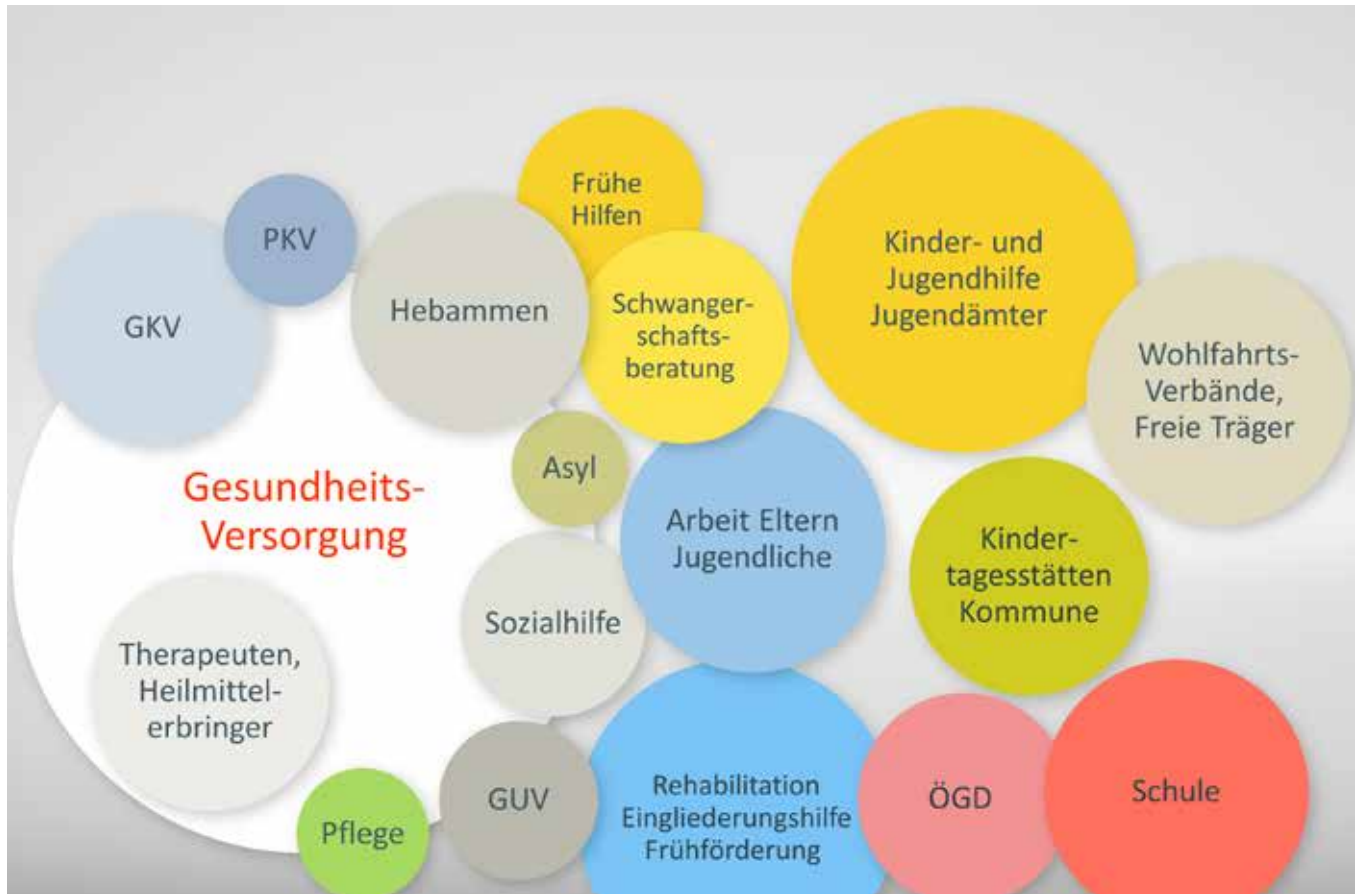 Frühe
Hilfen
PKV
GKV
Hebammen
Schwanger-
schafts-
beratung
Kinder- und
Jugendhilfe
Jugendämter
Wohlfahrts-
Verbände,
Freie Träger
Gesundheits-
Versorgung
Asyl
Arbeit Eltern
Jugendliche
Kinder-
tagesstätten
Kommune
Sozialhilfe
Therapeuten,
Heilmittel-
erbringer
Pflege
GUV
Rehabilitation
Eingliederungshilfe
Frühförderung
ÖGD
Schule